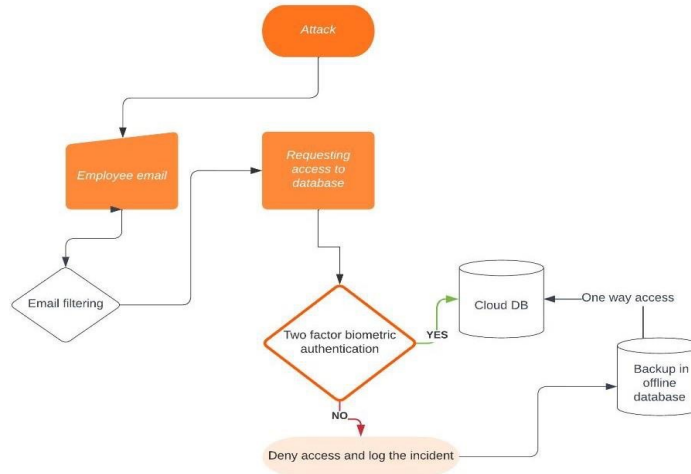 Attack
Employee email
Requesting
access to
database
Email filtering
Two factor biometric
authentication
YES
NO
Cloud DB
One way access
Backup in
offline
database
Deny access and log the incident